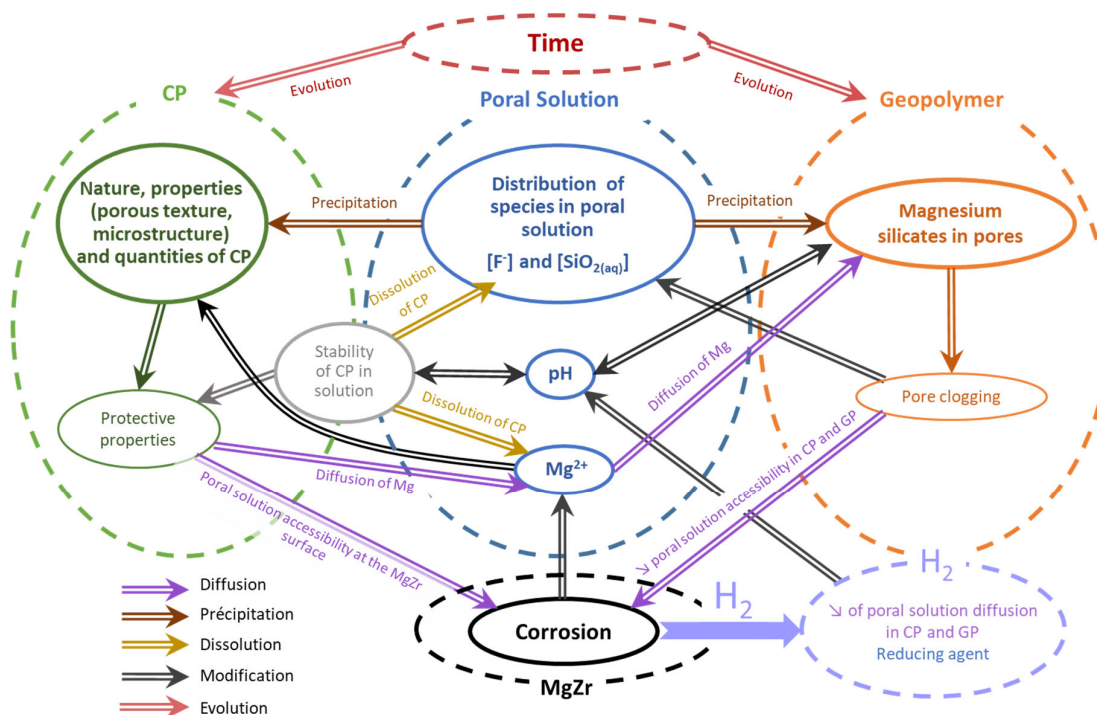 Time
Evolution
Evolution
CP
Poral Solution
Geopolymer
Nature, properties
(porous texture,
microstructure)
and quantities of CP
Precipitation
Distribution of
species in poral
solution
[F⁻] and [SiO₂₍ₐq₎]
Precipitation
Magnesium
silicates in pores
Dissolution
of CP
Stability
of CP in
solution
pH
Diffusion of Mg
Pore clogging
Protective
properties
Dissolution of CP
Mg²⁺
Diffusion of Mg
Poral solution accessibility at the MgZr
surface
↘ poral solution accessibility in CP and GP
H₂
Diffusion
Précipitation
Dissolution
Modification
Evolution
Corrosion
MgZr
H₂
↘ of poral solution diffusion
in CP and GP
Reducing agent